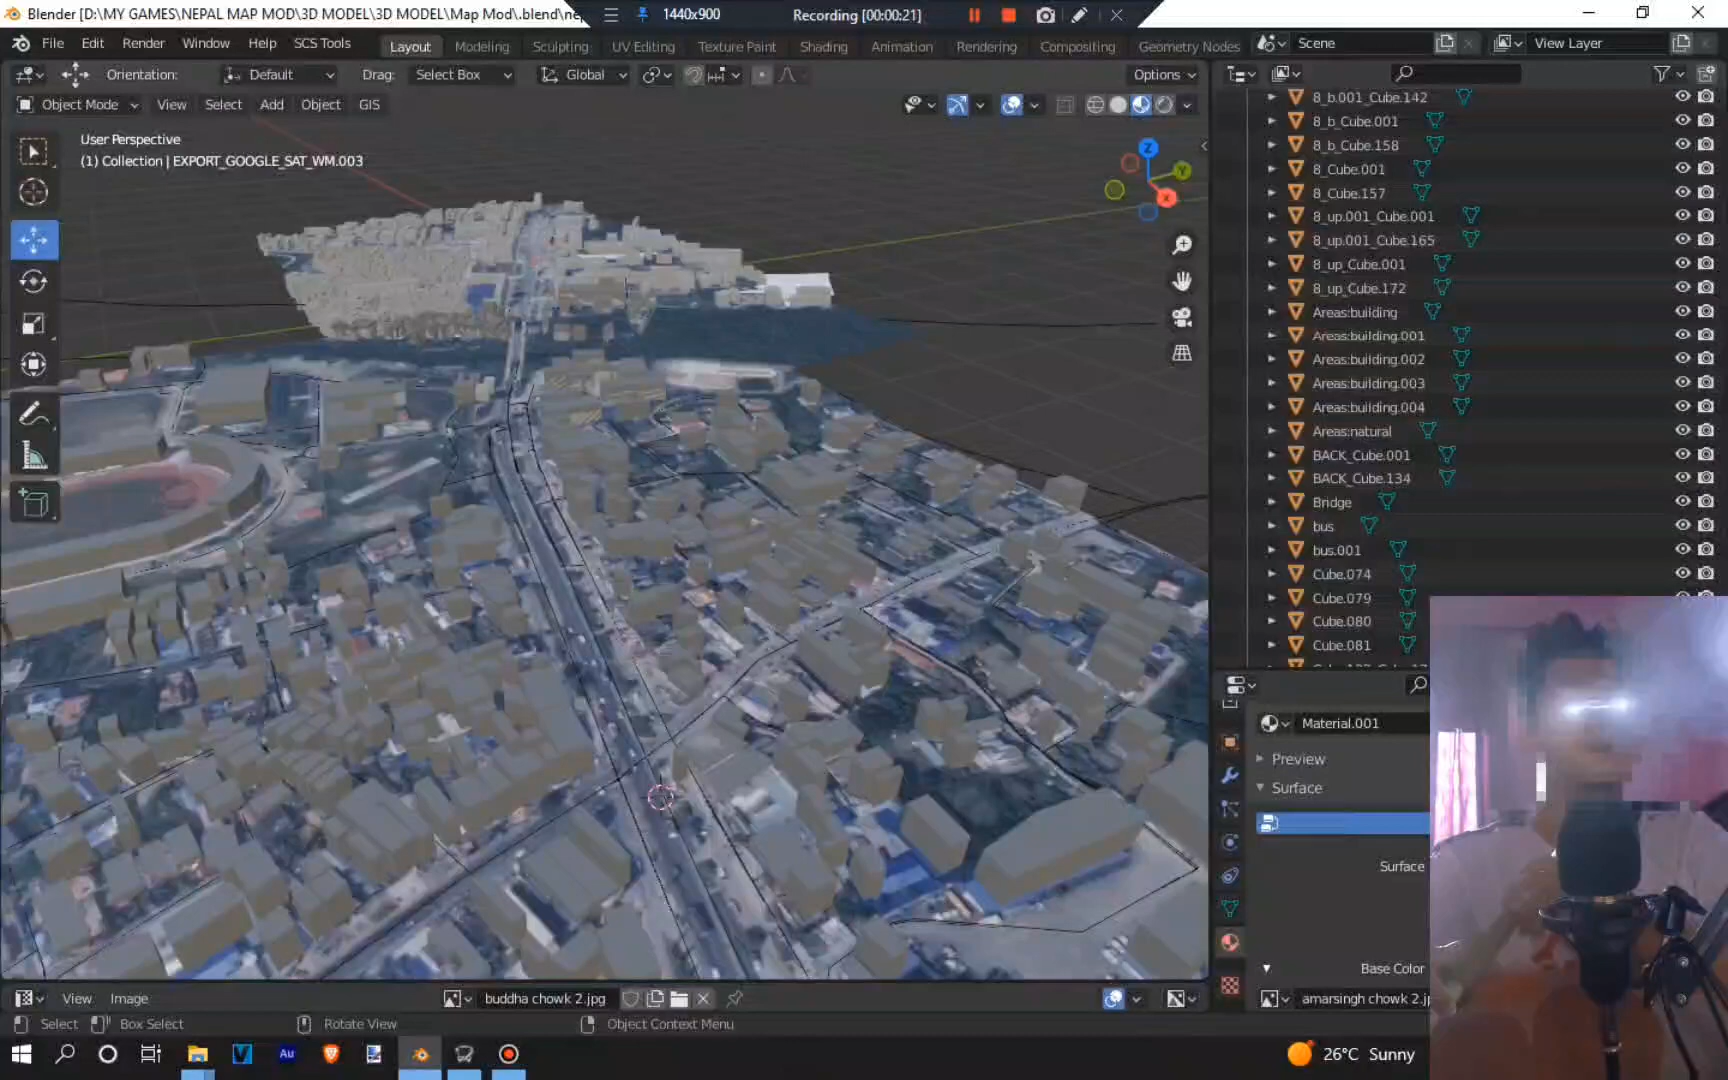 Blender [D:\MY GAMES\NEPAL MAP MOD\3D MODEL\3D MODEL\Map Mod\.blend\ne
1440x900
Recording [00:00:21]
File Edit Render Window Help SCS Tools
Layout Modeling Sculpting UV Editing Texture Paint Shading Animation Rendering Compositing Geometry Nodes
Scene
View Layer
Orientation: Default Drag: Select Box Global
Options
Object Mode View Select Add Object GIS
User Perspective
(1) Collection | EXPORT_GOOGLE_SAT_WM.003
Z
Y
X
8_b.001_Cube.142
8_b_Cube.001
8_b_Cube.158
8_Cube.001
8_Cube.157
8_up.001_Cube.001
8_up.001_Cube.165
8_up_Cube.001
8_up_Cube.172
Areas:building
Areas:building.001
Areas:building.002
Areas:building.003
Areas:building.004
Areas:natural
BACK_Cube.001
BACK_Cube.134
Bridge
bus
bus.001
Cube.074
Cube.079
Cube.080
Cube.081
Material.001
Preview
Surface
Surface
Base Color
amarsingh chowk 2.j
View Image
buddha chowk 2.jpg
Select Box Select Rotate View Object Context Menu
Au
26°C Sunny